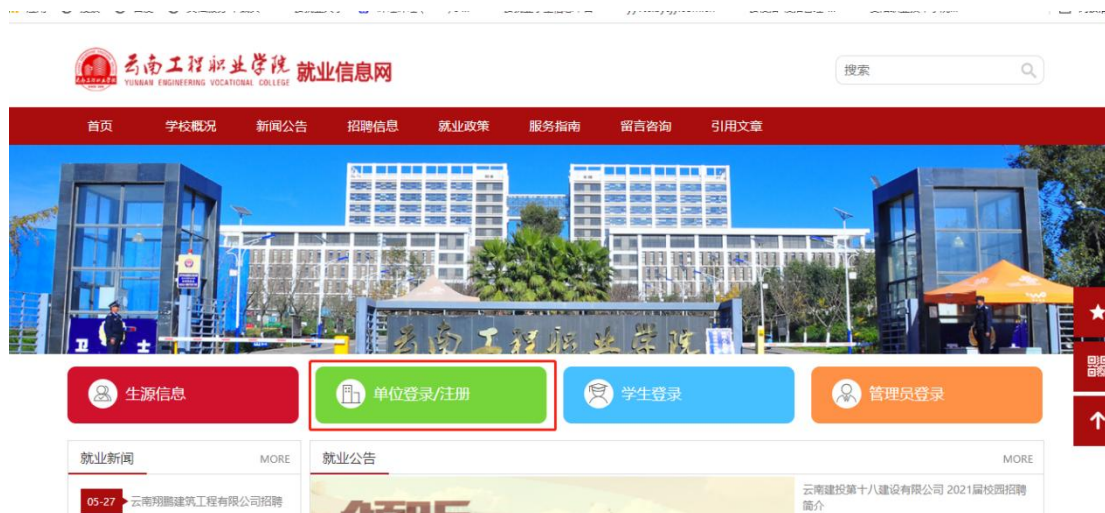 云南工程职业学院 就业信息网
YUNNAN ENGINEERING VOCATIONAL COLLEGE
搜索
首页 学校概况 新闻公告 招聘信息 就业政策 服务指南 留言咨询 引用文章
云南工程职业学院
卫士
生源信息 单位登录/注册 学生登录 管理员登录
就业新闻 MORE 就业公告 MORE
05-27 云南翔鹏建筑工程有限公司招聘
云南建投第十八建设有限公司 2021届校园招聘
简介